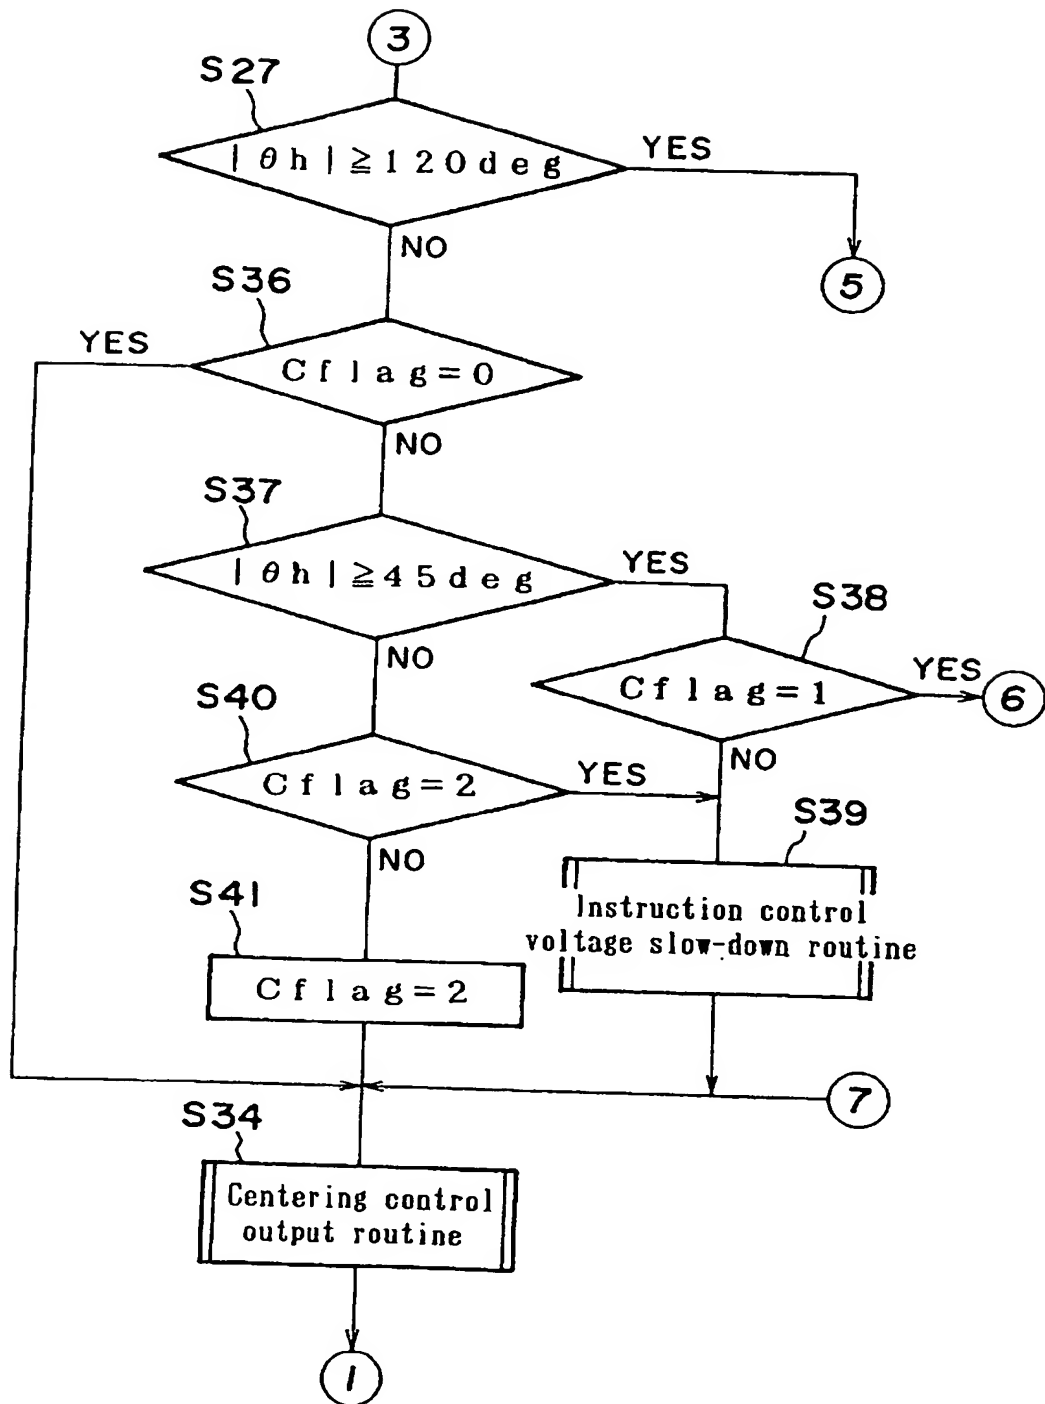 3
S27
|θh|≧120deg
YES
NO
5
S36
YES
Cflag=0
NO
S37
|θh|≧45deg
YES
NO
S38
Cflag=1
YES
6
NO
S40
Cflag=2
YES
NO
S39
Instruction control
voltage slow-down routine
S41
Cflag=2
7
S34
Centering control
output routine
1